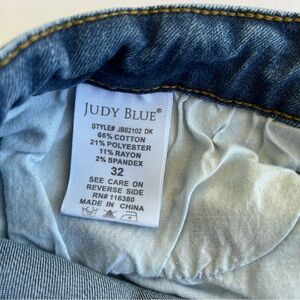 JUDY BLUE®
STYLE# JB82102 DK
66% COTTON
21% POLYESTER
11% RAYON
2% SPANDEX
32
SEE CARE ON
REVERSE SIDE
RN# 116380
MADE IN CHINA